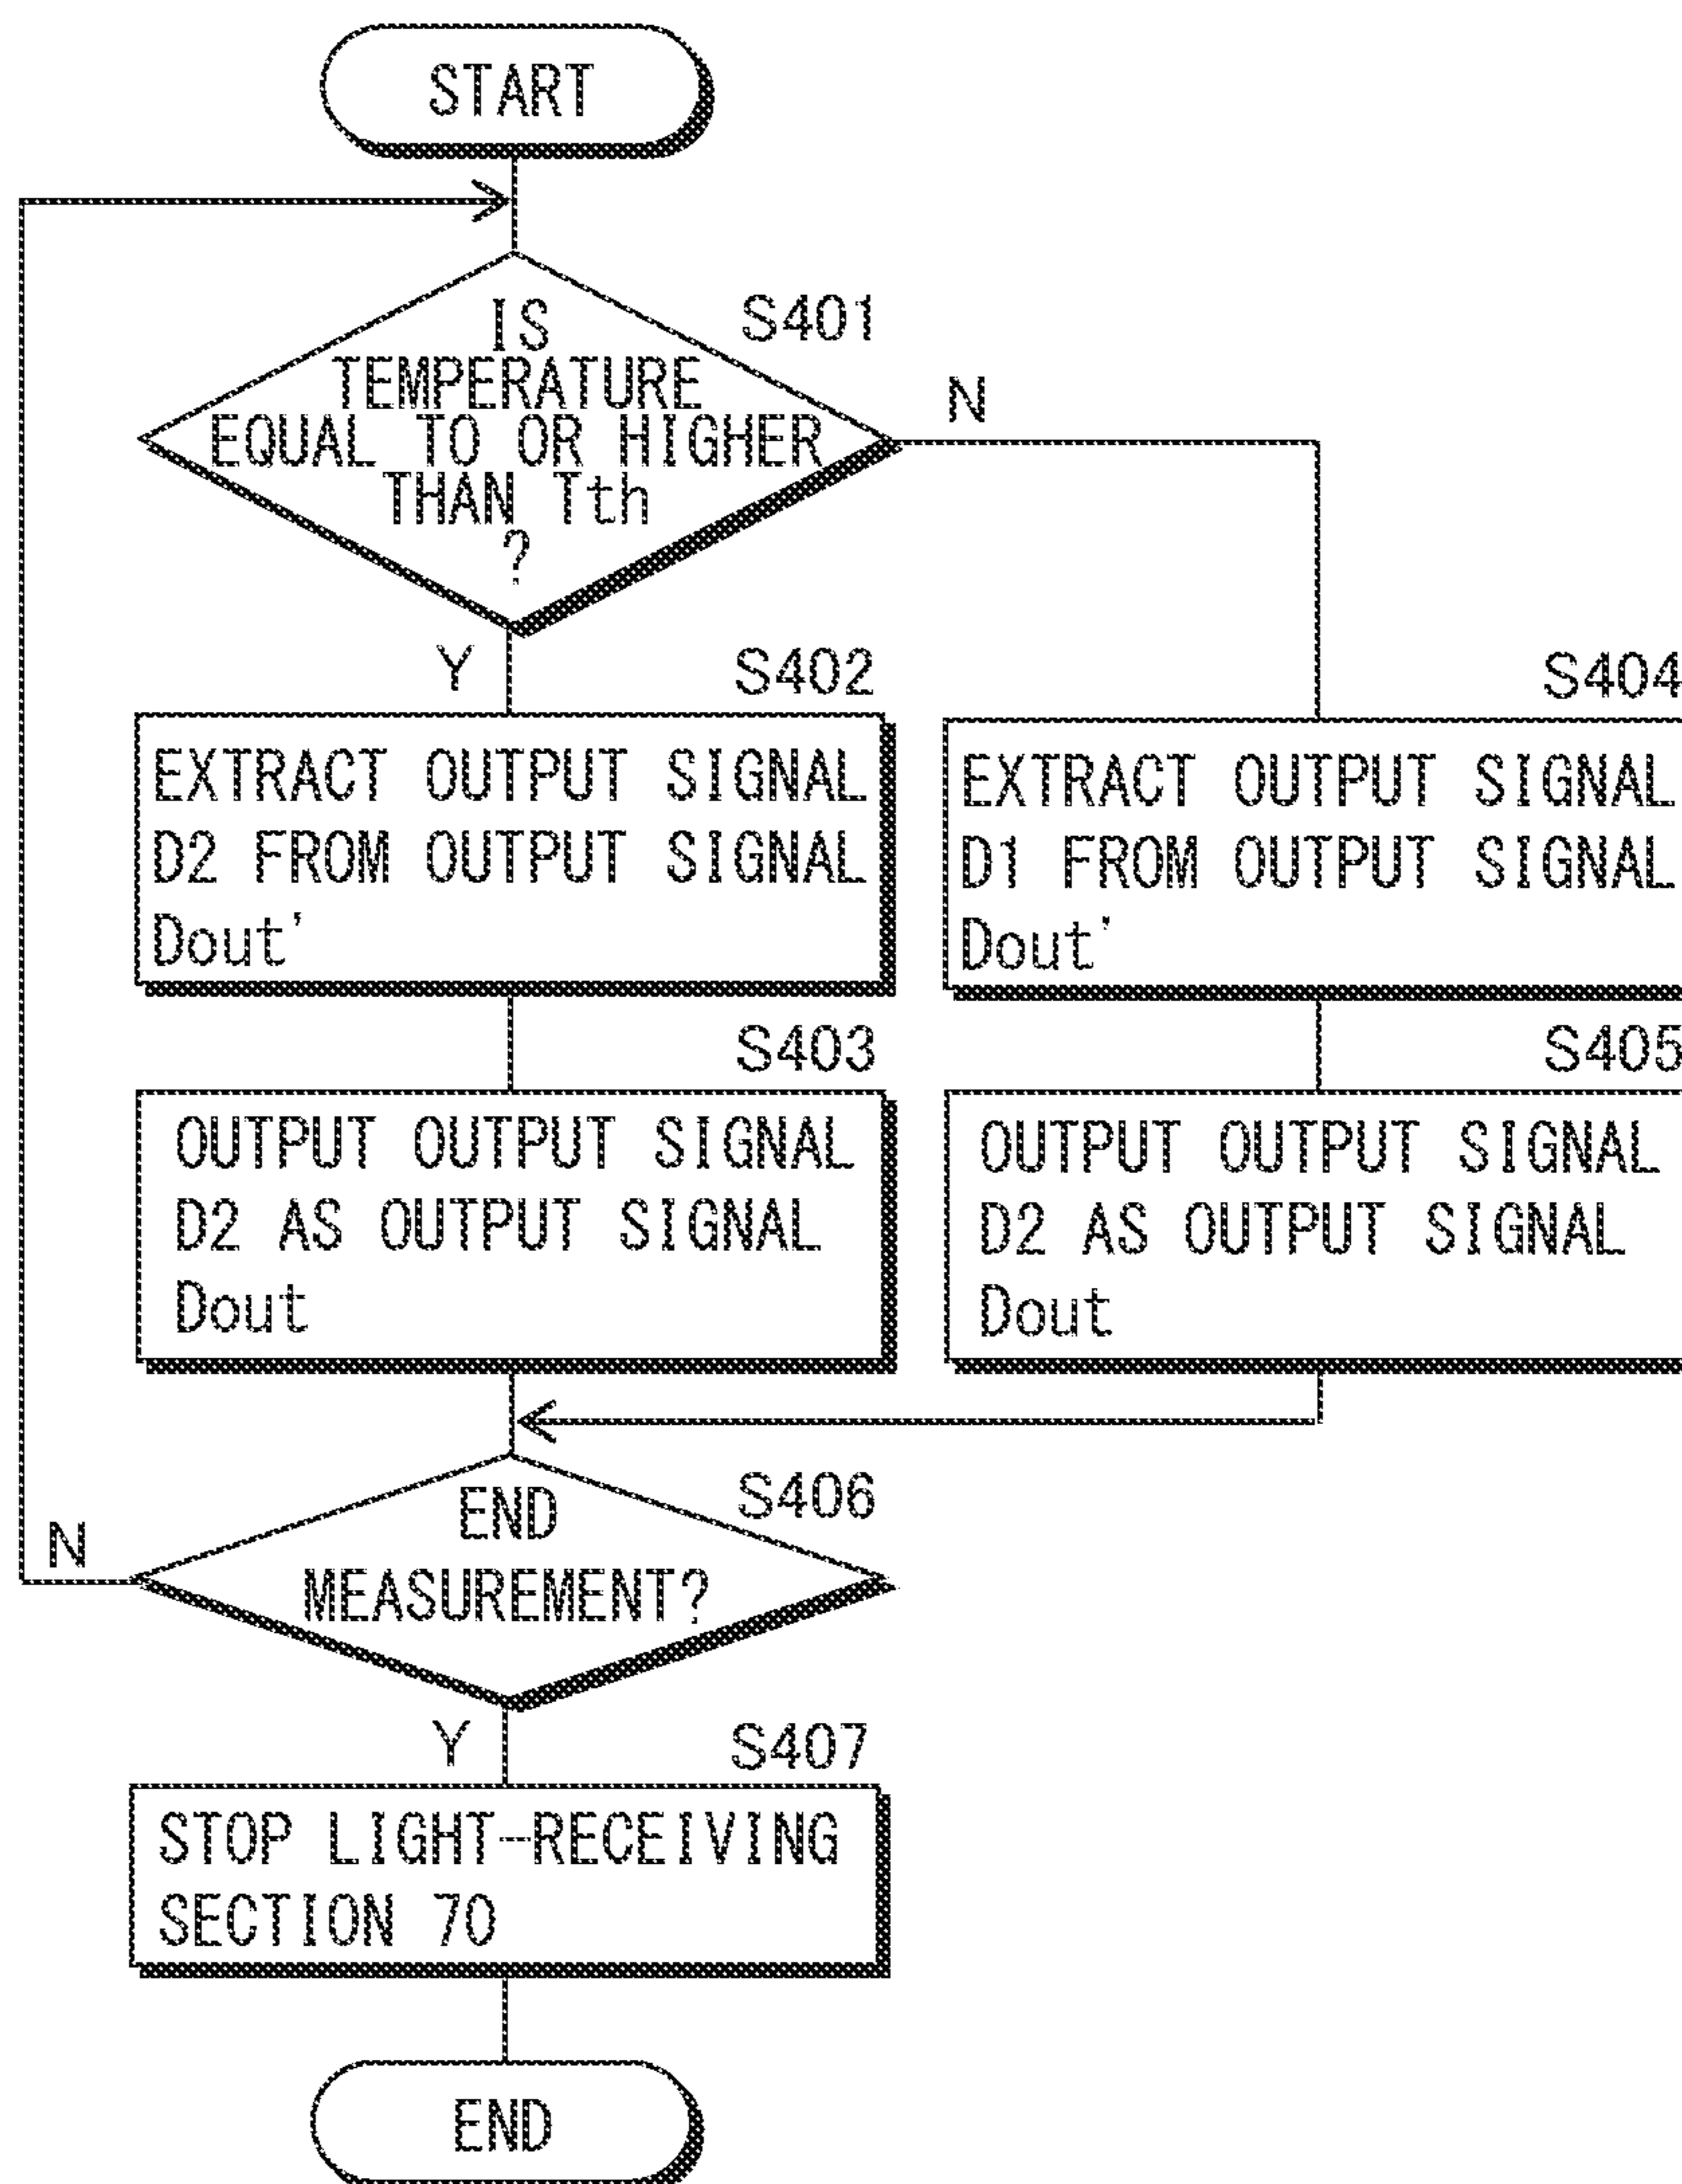 START
S401
IS
TEMPERATURE
EQUAL TO OR HIGHER
THAN Tth
?
N
Y
S402
EXTRACT OUTPUT SIGNAL
D2 FROM OUTPUT SIGNAL
Dout'
S404
EXTRACT OUTPUT SIGNAL
D1 FROM OUTPUT SIGNAL
Dout'
S403
OUTPUT OUTPUT SIGNAL
D2 AS OUTPUT SIGNAL
Dout
S405
OUTPUT OUTPUT SIGNAL
D2 AS OUTPUT SIGNAL
Dout
S406
END
MEASUREMENT?
N
Y
S407
STOP LIGHT-RECEIVING
SECTION 70
END